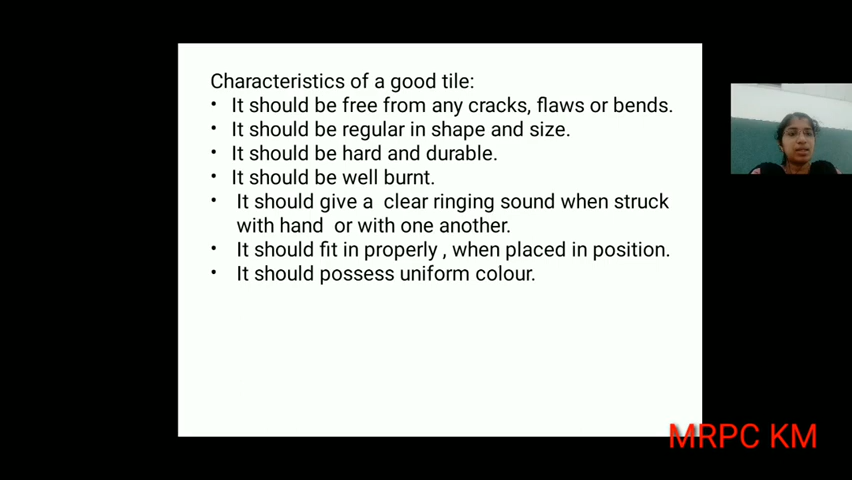 Characteristics of a good tile:
• It should be free from any cracks, flaws or bends.
• It should be regular in shape and size.
• It should be hard and durable.
• It should be well burnt.
• It should give a  clear ringing sound when struck
with hand  or with one another.
• It should fit in properly , when placed in position.
• It should possess uniform colour.
MRPC KM